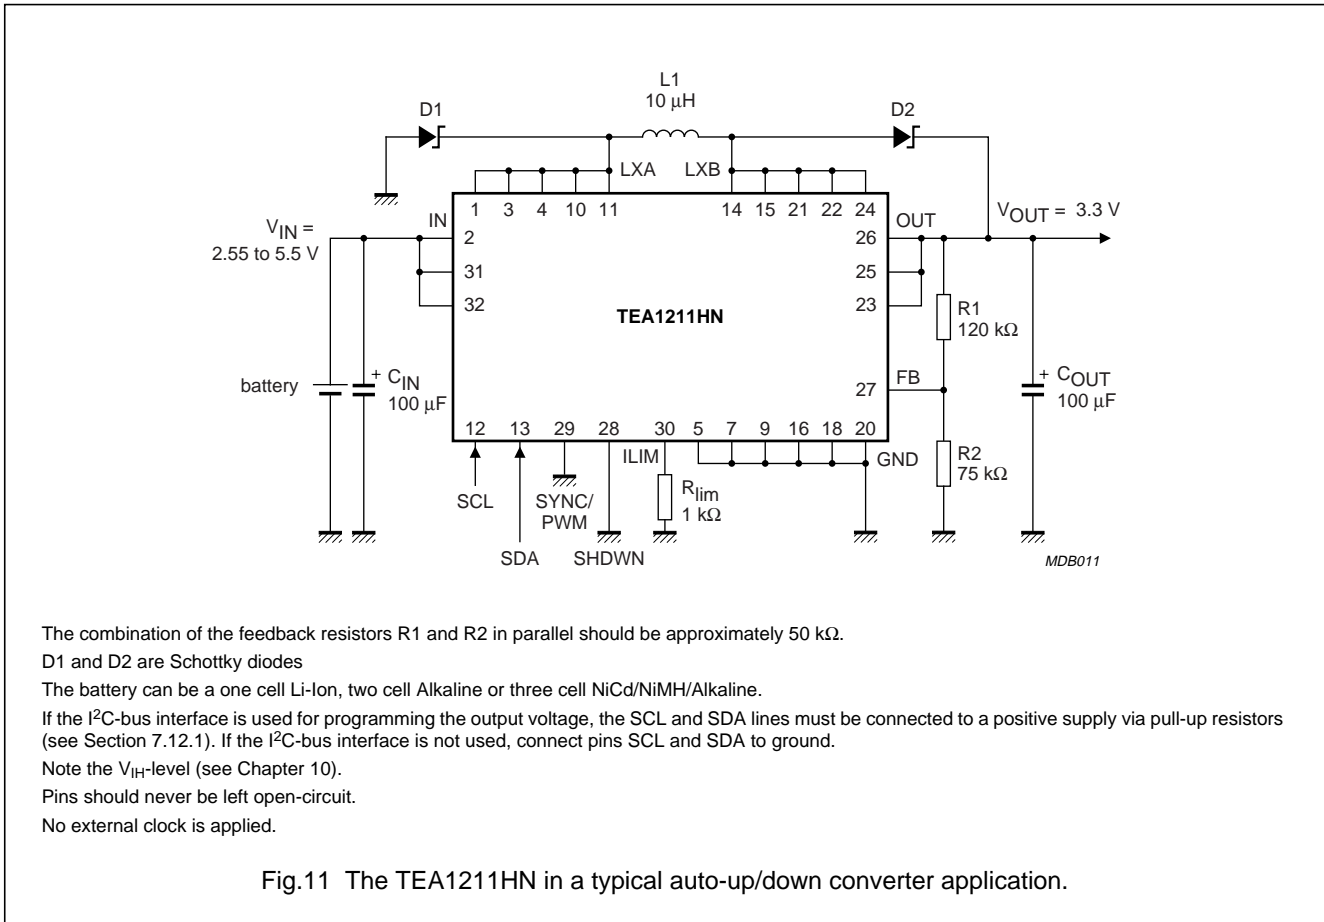 L1
10 μH
D1
D2
LXA
LXB
1 3 4 10 11
14 15 21 22 24
IN
OUT
VIN =
2.55 to 5.5 V
VOUT = 3.3 V
2
26
31
25
32
23
TEA1211HN
R1
120 kΩ
battery
+ CIN
100 μF
27
FB
+ COUT
100 μF
12 13 29 28 30 5 7 9 16 18 20
ILIM
GND
R2
75 kΩ
SCL
SYNC/
PWM
Rlim
1 kΩ
SDA
SHDWN
MDB011
The combination of the feedback resistors R1 and R2 in parallel should be approximately 50 kΩ.
D1 and D2 are Schottky diodes
The battery can be a one cell Li-Ion, two cell Alkaline or three cell NiCd/NiMH/Alkaline.
If the I²C-bus interface is used for programming the output voltage, the SCL and SDA lines must be connected to a positive supply via pull-up resistors
(see Section 7.12.1). If the I²C-bus interface is not used, connect pins SCL and SDA to ground.
Note the VIH-level (see Chapter 10).
Pins should never be left open-circuit.
No external clock is applied.
Fig.11 The TEA1211HN in a typical auto-up/down converter application.